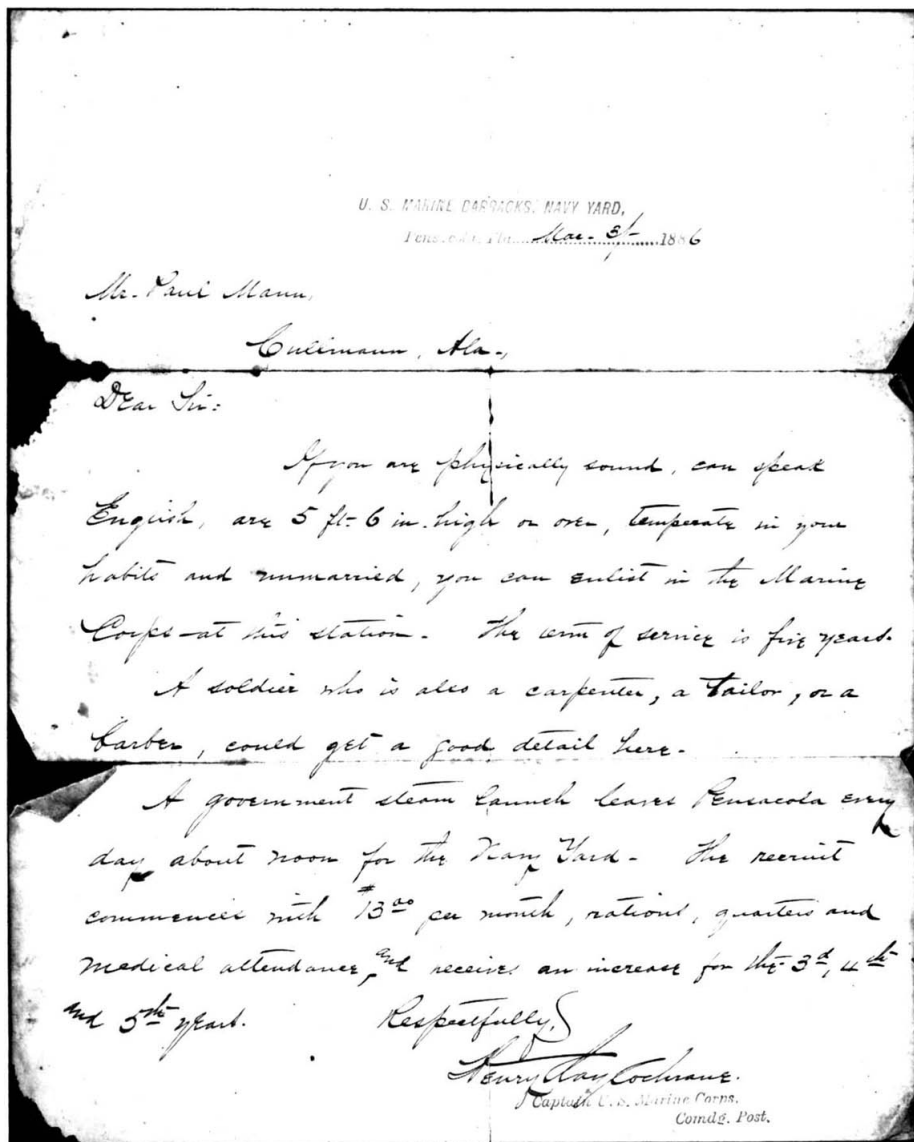 U. S. MARINE BARRACKS, NAVY YARD,
Pensacola, Fla. Mar. 3/ 1886
Mr. Paul Mann,
Cullmann, Ala.,
Dear Sir:
If you are physically sound, can speak
English, are 5 ft- 6 in. high or over, temperate in your
habits and unmarried, you can enlist in the Marine
Corps at this station. The term of service is five years.
A soldier who is also a carpenter, a tailor, or a
barber, could get a good detail here.
A government steam launch leaves Pensacola every
day about noon for the Navy Yard. The recruit
commences with $13.00 per month, rations, quarters and
medical attendance, and receives an increase for the 3d, 4th
and 5th years.
Respectfully,
Henry Clay Cochrane.
Captain U. S. Marine Corps.
Comdg. Post.